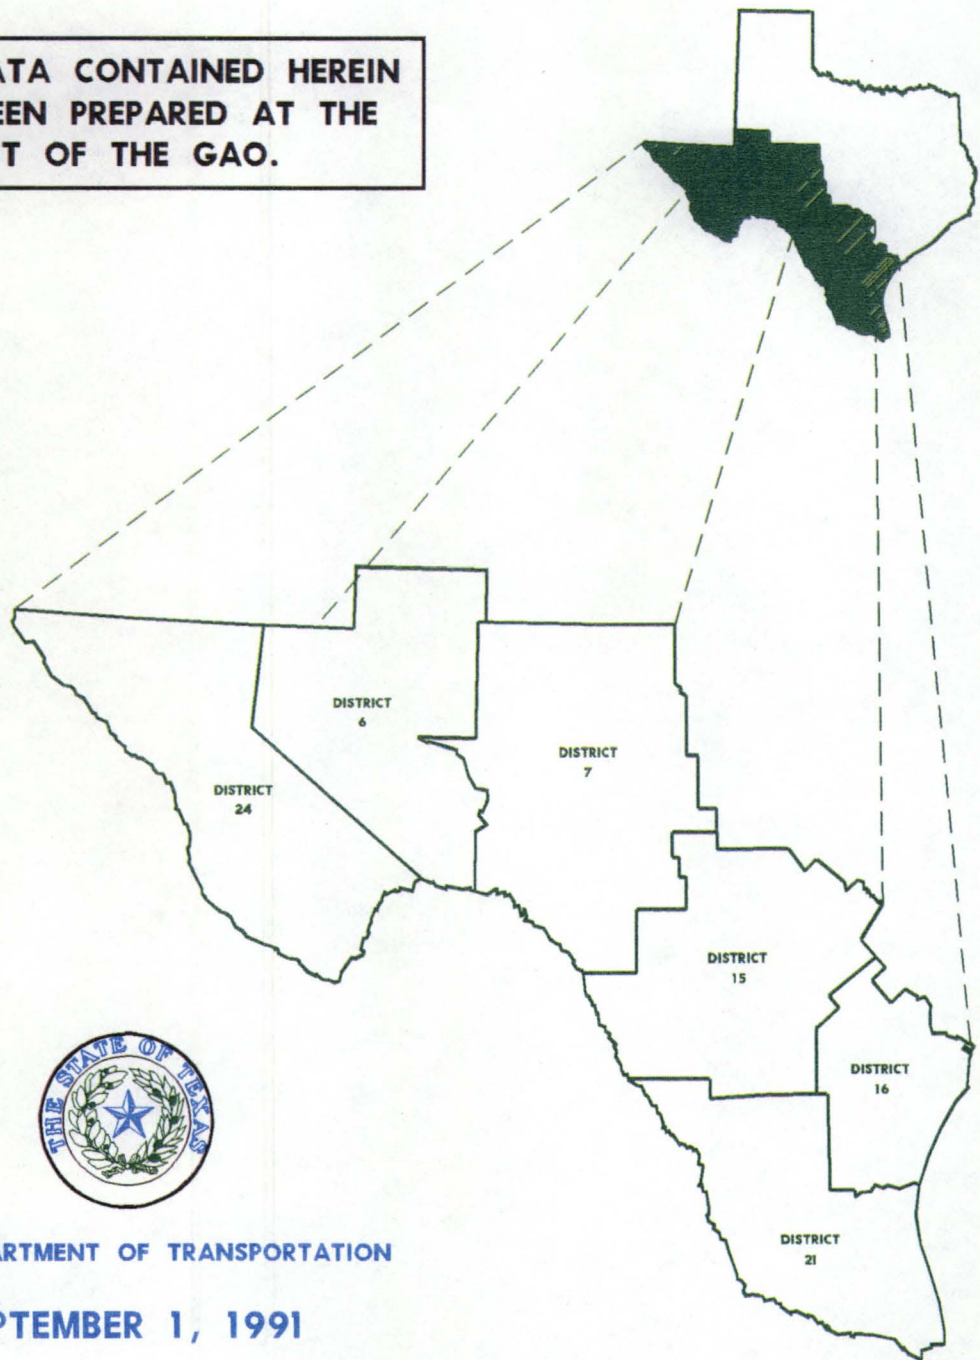 ATA CONTAINED HEREIN
EEN PREPARED AT THE
T OF THE GAO.
DISTRICT
6
DISTRICT
7
DISTRICT
24
DISTRICT
15
DISTRICT
16
THE STATE OF TEXAS
DISTRICT
21
ARTMENT OF TRANSPORTATION
PTEMBER 1, 1991